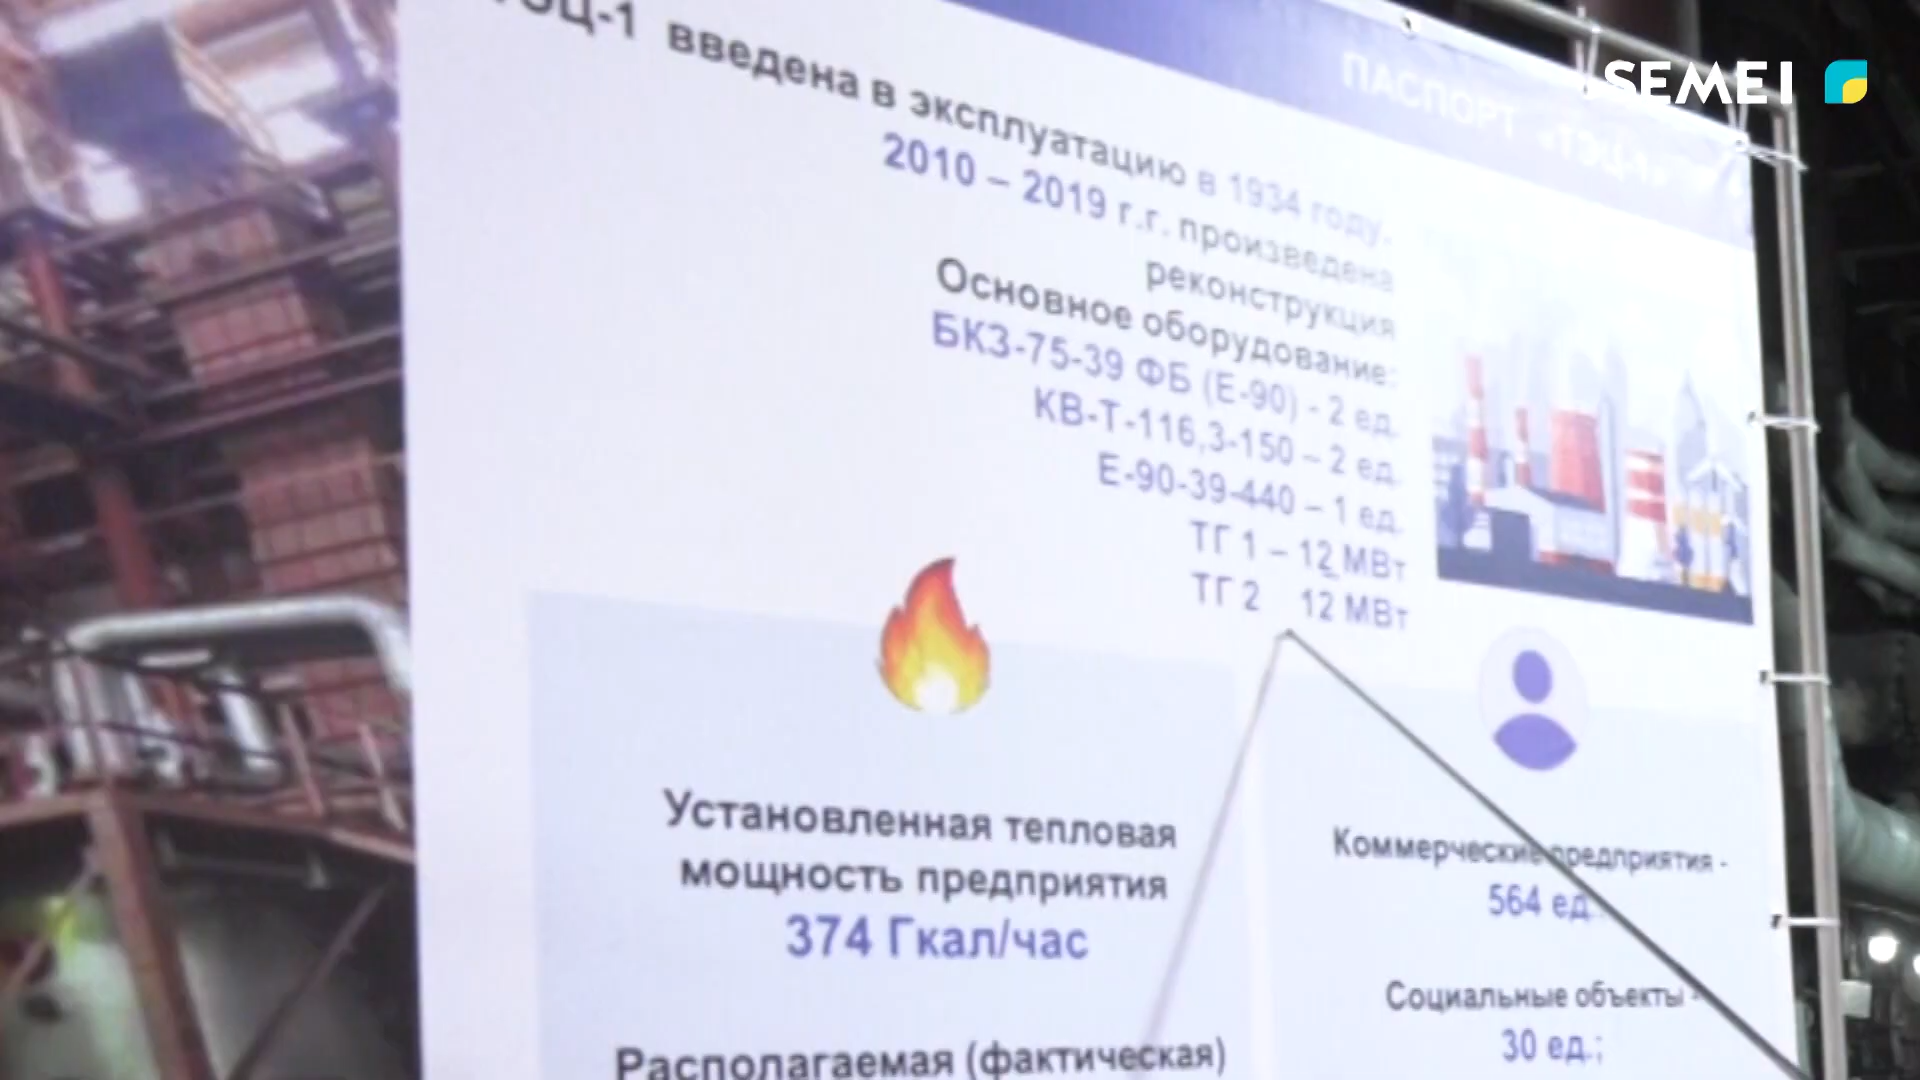 SEMEI
ПАСПОРТ «ТЭЦ-1»
ТЭЦ-1 введена в эксплуатацию в 1934 году.
2010 – 2019 г.г. произведена
реконструкция
Основное оборудование:
БКЗ-75-39 ФБ (Е-90) - 2 ед.
КВ-Т-116,3-150 – 2 ед.
Е-90-39-440 – 1 ед.
ТГ 1 – 12 МВт
ТГ 2 12 МВт
Установленная тепловая
мощность предприятия
374 Гкал/час
Располагаемая (фактическая)
Коммерческие предприятия -
564 ед.
Социальные объекты -
30 ед.;